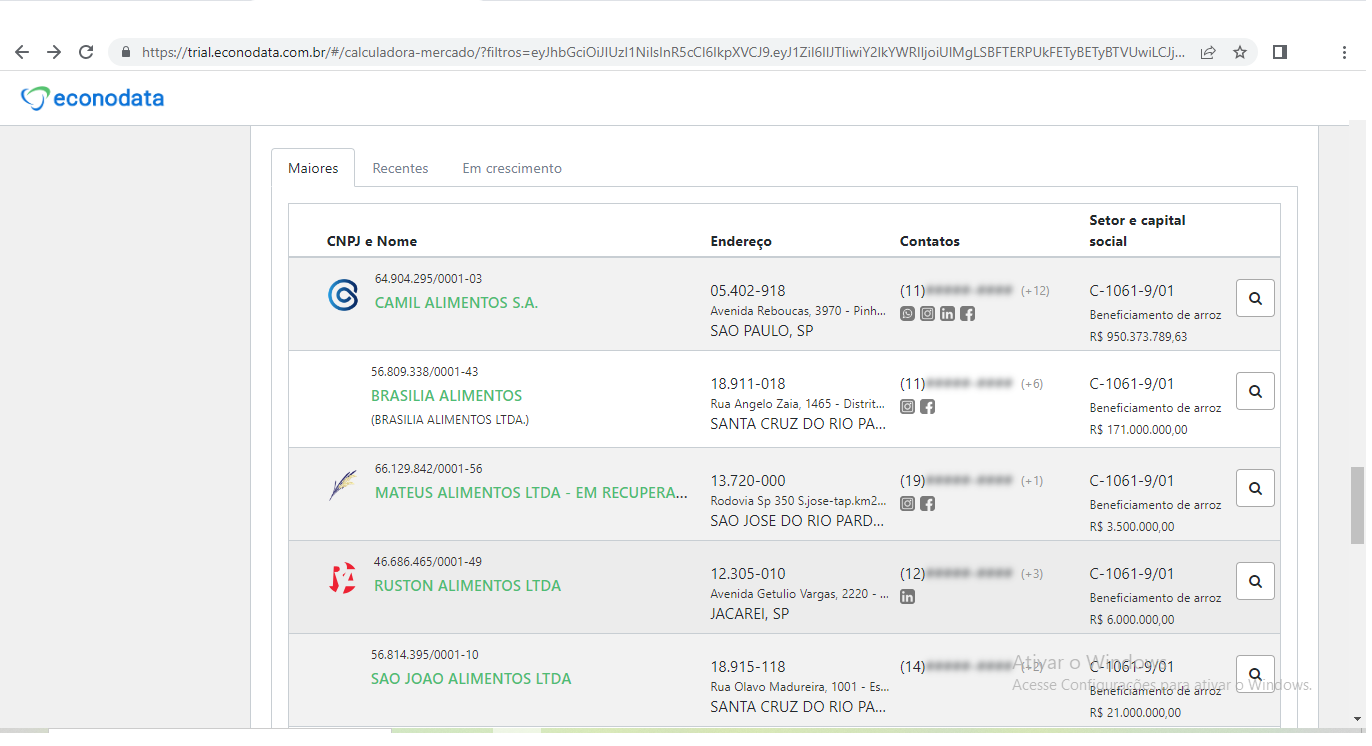 https://trial.econodata.com.br/#/calculadora-mercado/?filtros=eyJhbGciOiJIUzI1NiIsInR5cCI6IkpXVCJ9.eyJ1ZiI6IlJTIiwiY2lkYWRlIjoiUIMgLSBFTERPUkFETyBETyBTVUwiLCJj...
econodata
Maiores Recentes Em crescimento
CNPJ e Nome Endereço Contatos Setor e capital social
64.904.295/0001-03
CAMIL ALIMENTOS S.A.
05.402-918
Avenida Reboucas, 3970 - Pinh...
SAO PAULO, SP
(11) (+12)
C-1061-9/01
Beneficiamento de arroz
R$ 950.373.789,63
56.809.338/0001-43
BRASILIA ALIMENTOS
(BRASILIA ALIMENTOS LTDA.)
18.911-018
Rua Angelo Zaia, 1465 - Distrit...
SANTA CRUZ DO RIO PA...
(11) (+6)
C-1061-9/01
Beneficiamento de arroz
R$ 171.000.000,00
66.129.842/0001-56
MATEUS ALIMENTOS LTDA - EM RECUPERA...
13.720-000
Rodovia Sp 350 S.jose-tap.km2...
SAO JOSE DO RIO PARD...
(19) (+1)
C-1061-9/01
Beneficiamento de arroz
R$ 3.500.000,00
46.686.465/0001-49
RUSTON ALIMENTOS LTDA
12.305-010
Avenida Getulio Vargas, 2220 - ...
JACAREI, SP
(12) (+3)
C-1061-9/01
Beneficiamento de arroz
R$ 6.000.000,00
56.814.395/0001-10
SAO JOAO ALIMENTOS LTDA
18.915-118
Rua Olavo Madureira, 1001 - Es...
SANTA CRUZ DO RIO PA...
(14) (+2)
C-1061-9/01
Beneficiamento de arroz
R$ 21.000.000,00
Ativar o Windows
Acesse Configurações para ativar o Windows.